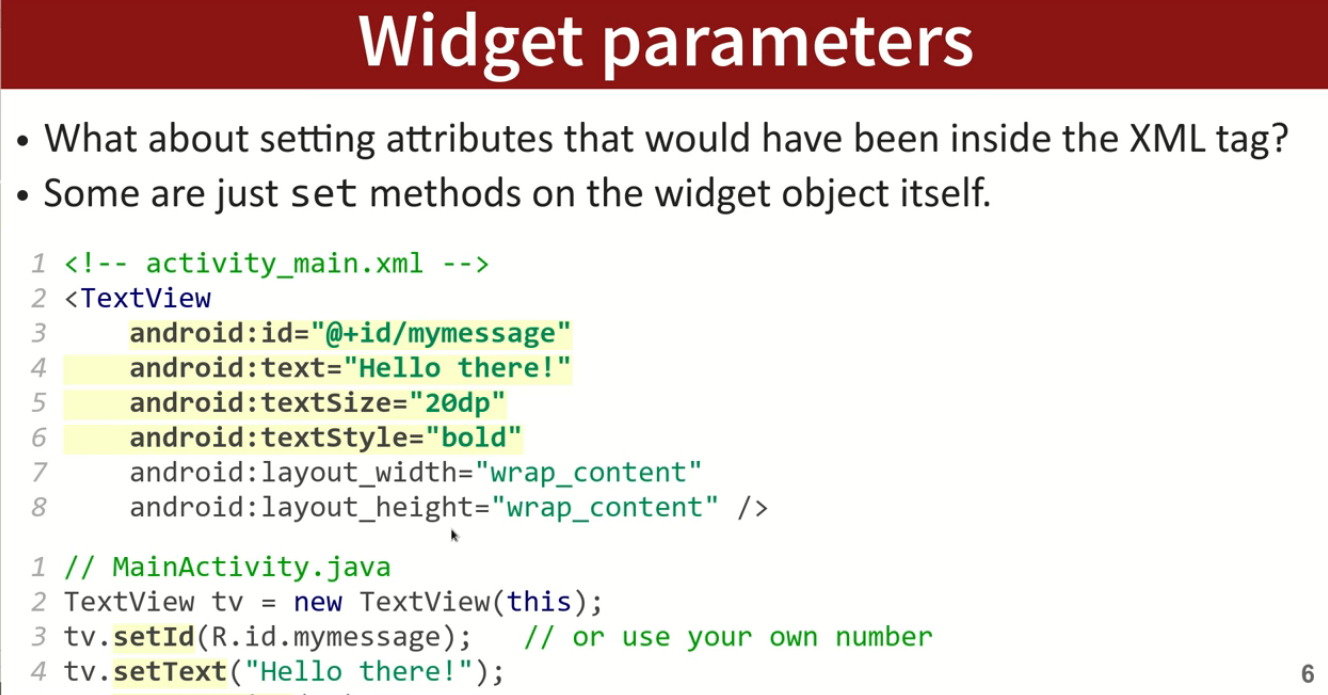 Widget parameters
• What about setting attributes that would have been inside the XML tag?
• Some are just set methods on the widget object itself.
1 <!-- activity_main.xml -->
2 <TextView
3     android:id="@+id/mymessage"
4     android:text="Hello there!"
5     android:textSize="20dp"
6     android:textStyle="bold"
7     android:layout_width="wrap_content"
8     android:layout_height="wrap_content" />
1 // MainActivity.java
2 TextView tv = new TextView(this);
3 tv.setId(R.id.mymessage);   // or use your own number
4 tv.setText("Hello there!");
6